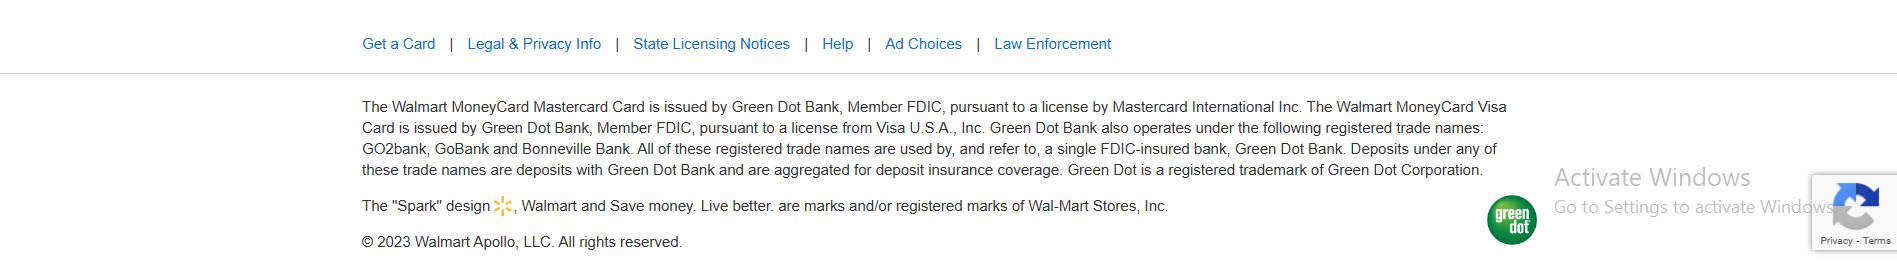 Get a Card | Legal & Privacy Info | State Licensing Notices | Help | Ad Choices | Law Enforcement
The Walmart MoneyCard Mastercard Card is issued by Green Dot Bank, Member FDIC, pursuant to a license by Mastercard International Inc. The Walmart MoneyCard Visa
Card is issued by Green Dot Bank, Member FDIC, pursuant to a license from Visa U.S.A., Inc. Green Dot Bank also operates under the following registered trade names:
GO2bank, GoBank and Bonneville Bank. All of these registered trade names are used by, and refer to, a single FDIC-insured bank, Green Dot Bank. Deposits under any of
these trade names are deposits with Green Dot Bank and are aggregated for deposit insurance coverage. Green Dot is a registered trademark of Green Dot Corporation.
The "Spark" design , Walmart and Save money. Live better. are marks and/or registered marks of Wal-Mart Stores, Inc.
© 2023 Walmart Apollo, LLC. All rights reserved.
green
dot
Activate Windows
Go to Settings to activate Windows
Privacy - Terms